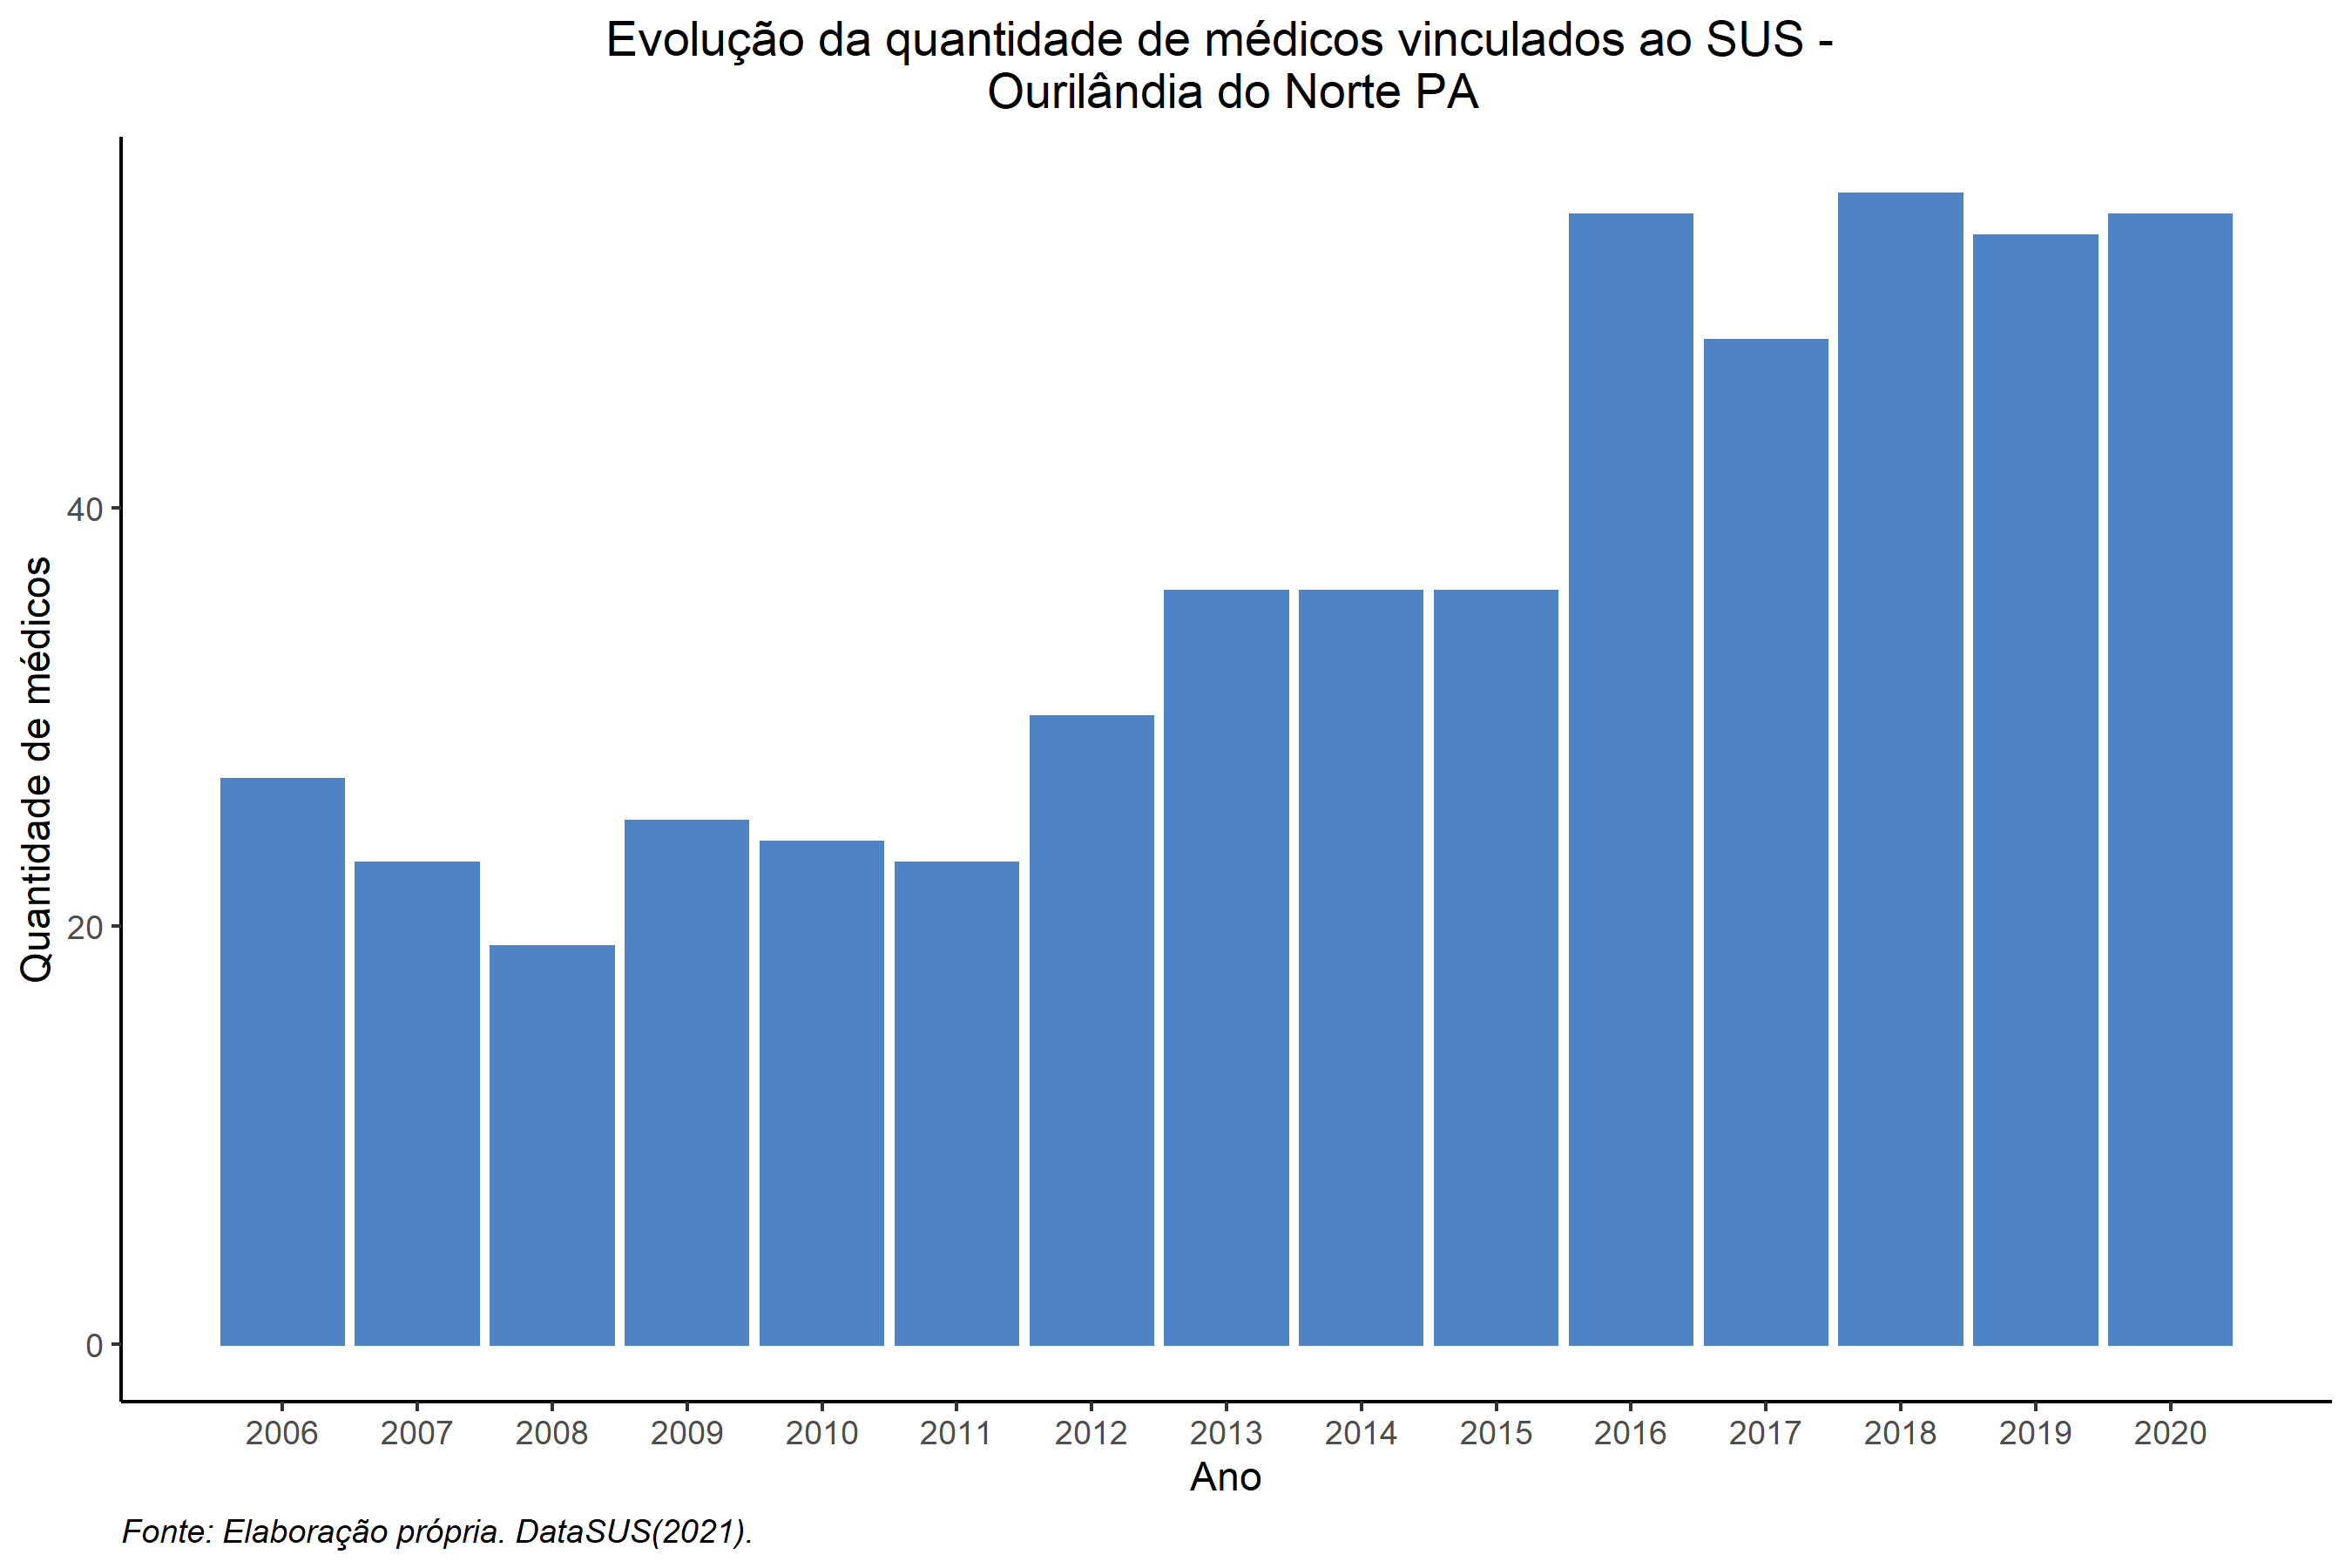 Evolução da quantidade de médicos vinculados ao SUS -
Ourilândia do Norte PA
Quantidade de médicos
40
20
0
2006 2007 2008 2009 2010 2011 2012 2013 2014 2015 2016 2017 2018 2019 2020
Ano
Fonte: Elaboração própria. DataSUS(2021).